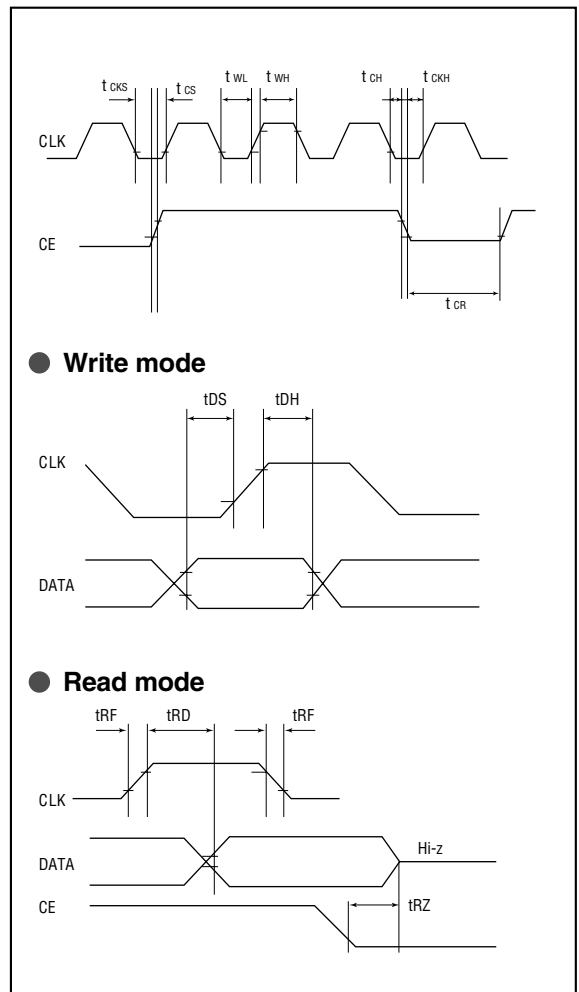 t CKS t CS t WL t WH t CH t CKH
CLK
CE
t CR
● Write mode
tDS tDH
CLK
DATA
● Read mode
tRF tRD tRF
CLK
DATA Hi-z
CE tRZ